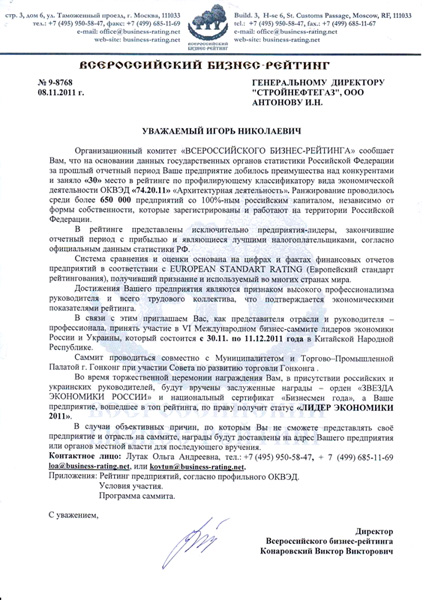 стр. 3, дом 6, ул. Таможенный проезд, г. Москва, 111033
тел.: +7 (495) 950-58-47, факс: +7 (499) 685-11-69
e-mail: office@business-rating.net
web-site: business-rating.net
ВСЕРОССИЙСКИЙ
БИЗНЕС-РЕЙТИНГ
Build. 3, H-se 6, St. Customs Passage, Moscow, RF, 111033
tel.: +7 (495) 950-58-47, fax.: +7 (499) 685-11-67
e-mail: office@business-rating.net
web-site: business-rating.net
ВСЕРОССИЙСКИЙ БИЗНЕС-РЕЙТИНГ
№ 9-8768
08.11.2011 г.
ГЕНЕРАЛЬНОМУ ДИРЕКТОРУ
"СТРОЙНЕФТЕГАЗ", ООО
АНТОНОВУ И.Н.
УВАЖАЕМЫЙ ИГОРЬ НИКОЛАЕВИЧ
Организационный комитет «ВСЕРОССИЙСКОГО БИЗНЕС-РЕЙТИНГА» сообщает
Вам, что на основании данных государственных органов статистики Российской Федерации
за прошлый отчетный период Ваше предприятие добилось преимущества над конкурентами
и заняло «30» место в рейтинге по профилирующему классификатору вида экономической
деятельности ОКВЭД «74.20.11» «Архитектурная деятельность». Ранжирование проводилось
среди более 650 000 предприятий со 100%-ным российским капиталом, независимо от
формы собственности, которые зарегистрированы и работают на территории Российской
Федерации.
В рейтинге представлены исключительно предприятия-лидеры, закончившие
отчетный период с прибылью и являющиеся лучшими налогоплательщиками, согласно
официальным данным статистики РФ.
Система сравнения и оценки основана на цифрах и фактах финансовых отчетов
предприятий в соответствии с EUROPEAN STANDART RATING (Европейский стандарт
рейтингования), получивший признание и используемый во многих странах мира.
Достижения Вашего предприятия являются признаком высокого профессионализма
руководителя и всего трудового коллектива, что подтверждается экономическими
показателями рейтинга.
В связи с этим приглашаем Вас, как представителя отрасли и руководителя –
профессионала, принять участие в VI Международном бизнес-саммите лидеров экономики
России и Украины, который состоится с 30.11. по 11.12.2011 года в Китайской Народной
Республике.
Саммит проводиться совместно с Муниципалитетом и Торгово–Промышленной
Палатой г. Гонконг при участии Совета по развитию торговли Гонконга .
Во время торжественной церемонии награждения Вам, в присутствии российских и
украинских руководителей, будут вручены заслуженные награды – орден «ЗВЕЗДА
ЭКОНОМИКИ РОССИИ» и национальный сертификат «Бизнесмен года», а Ваше
предприятие, вошедшее в топ рейтинга, по праву получит статус «ЛИДЕР ЭКОНОМИКИ
2011».
В случаи объективных причин, по которым Вы не сможете представлять своё
предприятие и отрасль на саммите, награды будут доставлены на адрес Вашего предприятия
или органов местной власти для последующего вручения.
Контактное лицо: Лутак Ольга Андреевна, тел.: +7 (495) 950-58-47, + 7 (499) 685-11-69
loa@business-rating.net, или kovtun@business-rating.net.
Приложения: Рейтинг предприятий, согласно профильного ОКВЭД.
Условия участия.
Программа саммита.
С уважением,
Директор
Всероссийского бизнес-рейтинга
Конаровский Виктор Викторович